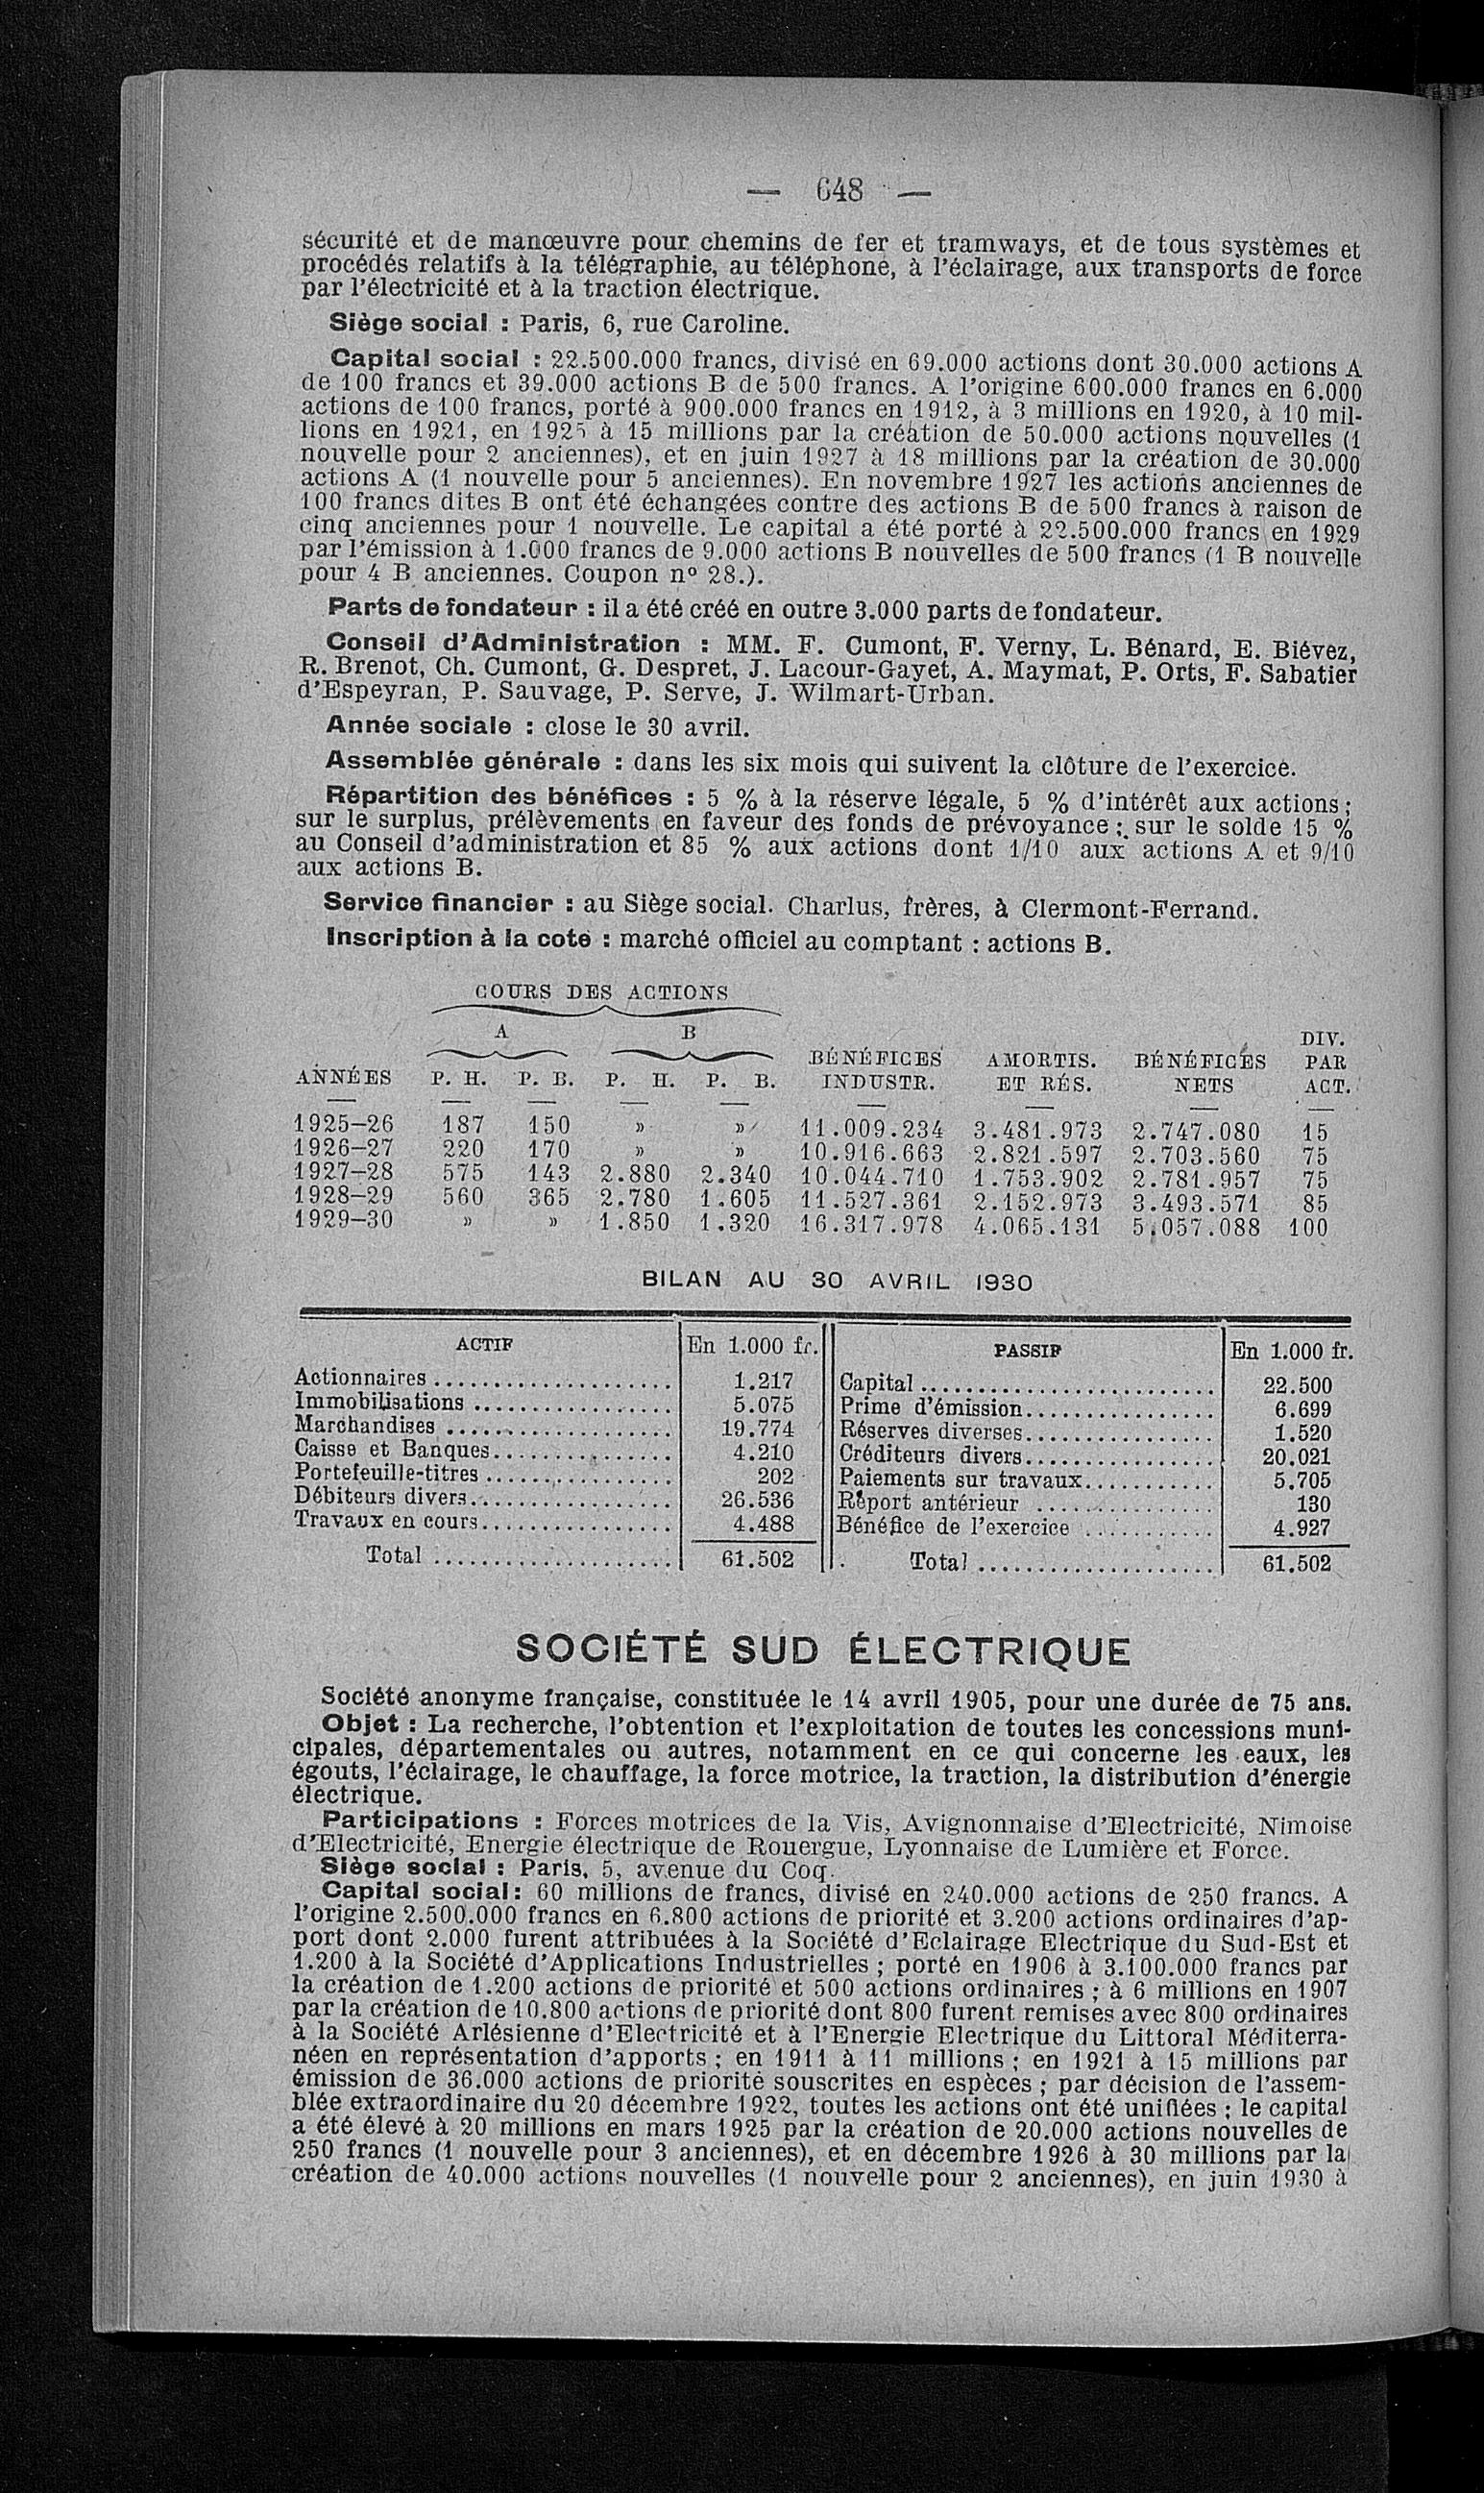 — 648 —
sécurité et de manœuvre pour chemins de fer et tramways, et de tous systèmes et
procédés relatifs à la télégraphie, au téléphone, à l'éclairage, aux transports de force
par l'électricité et à la traction électrique.
Siège social : Paris, 6, rue Caroline.
Capital social : 22.500.000 francs, divisé en 69.000 actions dont 30.000 actions A
de 100 francs et 39.000 actions B de 500 francs. A l'origine 600.000 francs en 6.000
actions de 100 francs, porté à 900.000 francs en 1912, à 3 millions en 1920, à 10 mil-
lions en 1921, en 1925 à 15 millions par la création de 50.000 actions nouvelles (1
nouvelle pour 2 anciennes), et en juin 1927 à 18 millions par la création de 30.000
actions A (1 nouvelle pour 5 anciennes). En novembre 1927 les actions anciennes de
100 francs dites B ont été échangées contre des actions B de 500 francs à raison de
cinq anciennes pour 1 nouvelle. Le capital a été porté à 22.500.000 francs en 1929
par l'émission à 1.000 francs de 9.000 actions B nouvelles de 500 francs (1 B nouvelle
pour 4 B anciennes. Coupon nº 28.).
Parts de fondateur : il a été créé en outre 3.000 parts de fondateur.
Conseil d'Administration : MM. F. Cumont, F. Verny, L. Bénard, E. Biévez,
R. Brenot, Ch. Cumont, G. Despret, J. Lacour-Gayet, A. Maymat, P. Orts, F. Sabatier
d'Espeyran, P. Sauvage, P. Serve, J. Wilmart-Urban.
Année sociale : close le 30 avril.
Assemblée générale : dans les six mois qui suivent la clôture de l'exercice.
Répartition des bénéfices : 5 % à la réserve légale, 5 % d'intérêt aux actions ;
sur le surplus, prélèvements en faveur des fonds de prévoyance ; sur le solde 15 %
au Conseil d'administration et 85 % aux actions dont 1/10 aux actions A et 9/10
aux actions B.
Service financier : au Siège social. Charlus, frères, à Clermont-Ferrand.
Inscription à la cote : marché officiel au comptant : actions B.
COURS DES ACTIONS
A B DIV.
BÉNÉFICES AMORTIS. BÉNÉFICES PAR
ANNÉES P. H. P. B. P. H. P. B. INDUSTR. ET RÉS. NETS ACT.
1925-26 187 150 » » 11.009.234 3.481.973 2.747.080 15
1926-27 220 170 » » 10.916.663 2.821.597 2.703.560 75
1927-28 575 143 2.880 2.340 10.044.710 1.753.902 2.781.957 75
1928-29 560 365 2.780 1.605 11.527.361 2.152.973 3.493.571 85
1929-30 » » 1.850 1.320 16.317.978 4.065.131 5.057.088 100
BILAN AU 30 AVRIL 1930
ACTIF En 1.000 fr. PASSIF En 1.000 fr.
Actionnaires .................... 1.217 Capital ......................... 22.500
Immobilisations ................. 5.075 Prime d'émission................ 6.699
Marchandises ................... 19.774 Réserves diverses................ 1.520
Caisse et Banques............... 4.210 Créditeurs divers................ 20.021
Portefeuille-titres ................ 202 Paiements sur travaux........... 5.705
Débiteurs divers................. 26.536 Report antérieur ............... 130
Travaux en cours................ 4.488 Bénéfice de l'exercice ........... 4.927
Total .................... 61.502 Total .................... 61.502
SOCIÉTÉ SUD ÉLECTRIQUE
Société anonyme française, constituée le 14 avril 1905, pour une durée de 75 ans.
Objet : La recherche, l'obtention et l'exploitation de toutes les concessions muni-
cipales, départementales ou autres, notamment en ce qui concerne les eaux, les
égouts, l'éclairage, le chauffage, la force motrice, la traction, la distribution d'énergie
électrique.
Participations : Forces motrices de la Vis, Avignonnaise d'Electricité, Nimoise
d'Electricité, Energie électrique de Rouergue, Lyonnaise de Lumière et Force.
Siège social : Paris, 5, avenue du Coq.
Capital social : 60 millions de francs, divisé en 240.000 actions de 250 francs. A
l'origine 2.500.000 francs en 6.800 actions de priorité et 3.200 actions ordinaires d'ap-
port dont 2.000 furent attribuées à la Société d'Eclairage Electrique du Sud-Est et
1.200 à la Société d'Applications Industrielles ; porté en 1906 à 3.100.000 francs par
la création de 1.200 actions de priorité et 500 actions ordinaires ; à 6 millions en 1907
par la création de 10.800 actions de priorité dont 800 furent remises avec 800 ordinaires
à la Société Arlésienne d'Electricité et à l'Energie Electrique du Littoral Méditerra-
néen en représentation d'apports ; en 1911 à 11 millions ; en 1921 à 15 millions par
émission de 36.000 actions de priorité souscrites en espèces ; par décision de l'assem-
blée extraordinaire du 20 décembre 1922, toutes les actions ont été unifiées ; le capital
a été élevé à 20 millions en mars 1925 par la création de 20.000 actions nouvelles de
250 francs (1 nouvelle pour 3 anciennes), et en décembre 1926 à 30 millions par la
création de 40.000 actions nouvelles (1 nouvelle pour 2 anciennes), en juin 1930 à